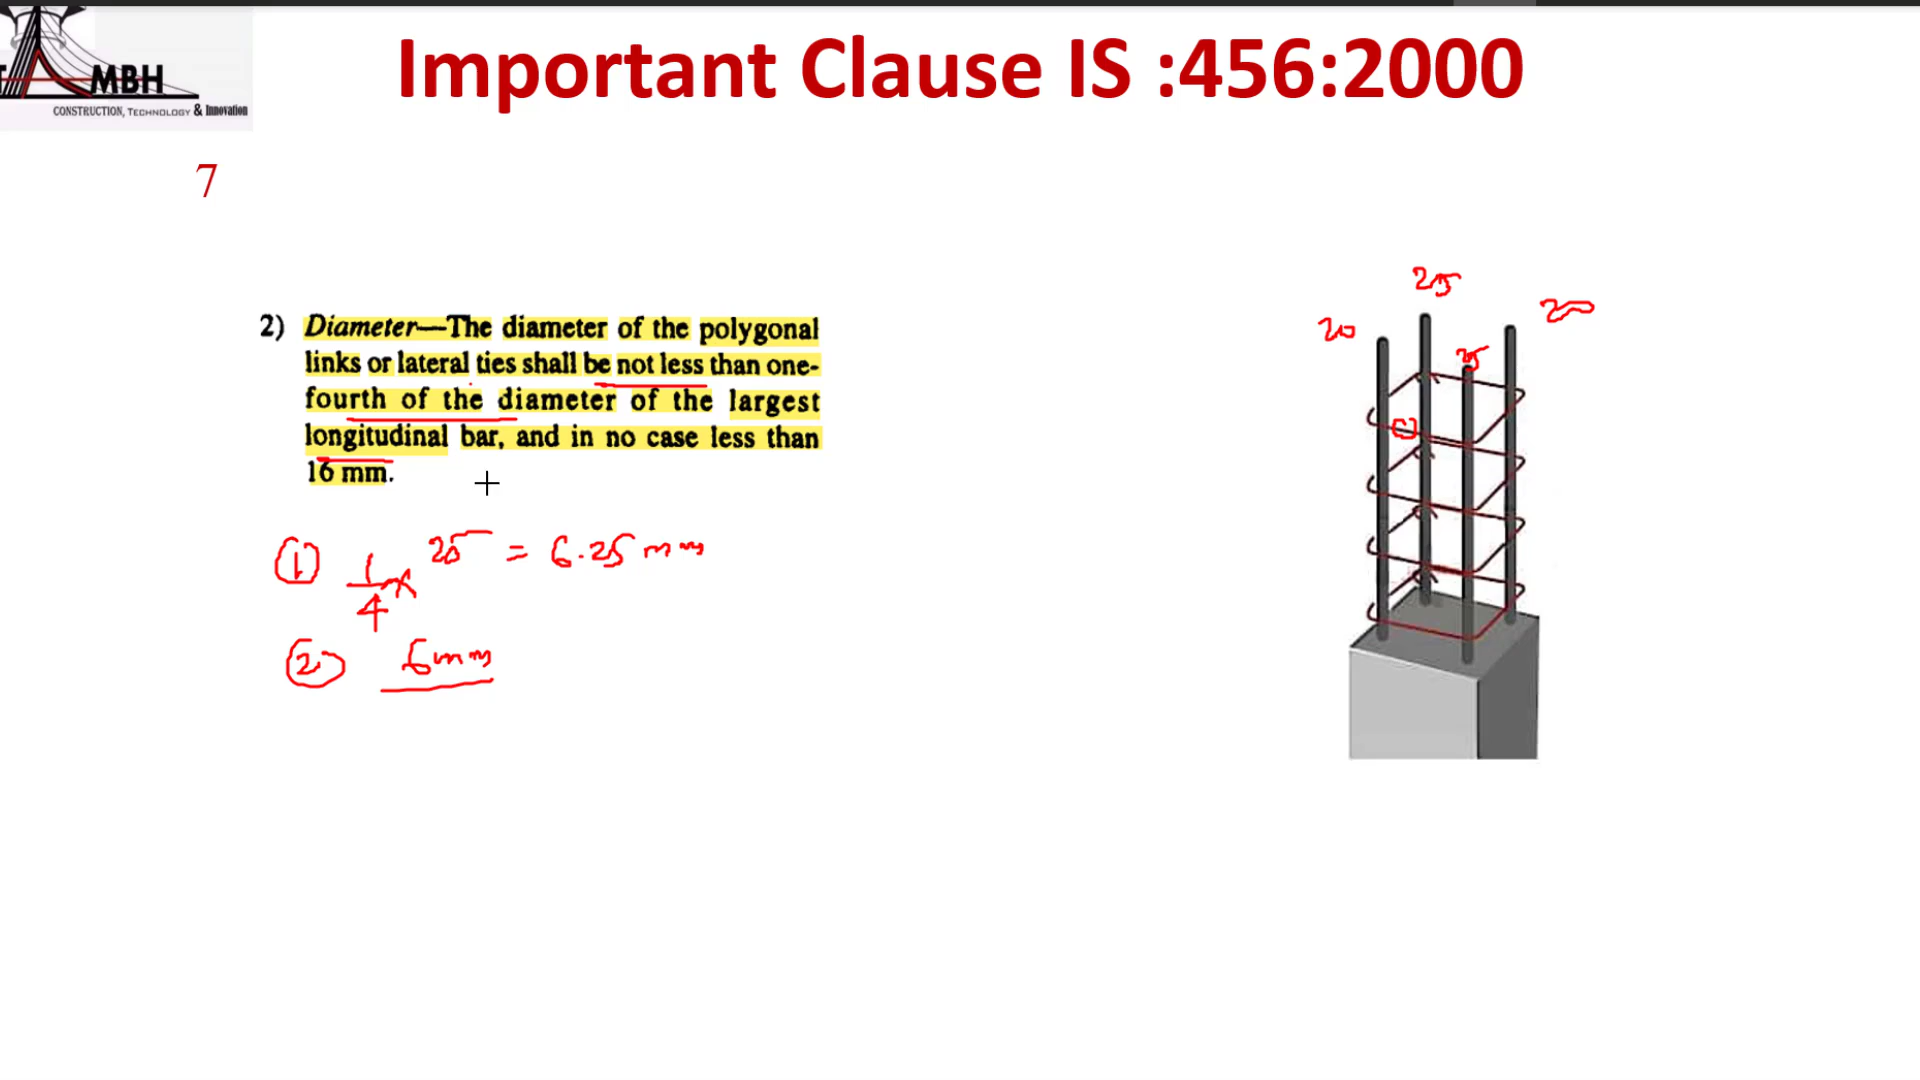 MBH
CONSTRUCTION, TECHNOLOGY & Innovation
Important Clause IS :456:2000
7
2) Diameter—The diameter of the polygonal
links or lateral ties shall be not less than one-
fourth of the diameter of the largest
longitudinal bar, and in no case less than
16 mm.
① 1/4 x 25 = 6.25 mm
② 6mm
25
20
20
25